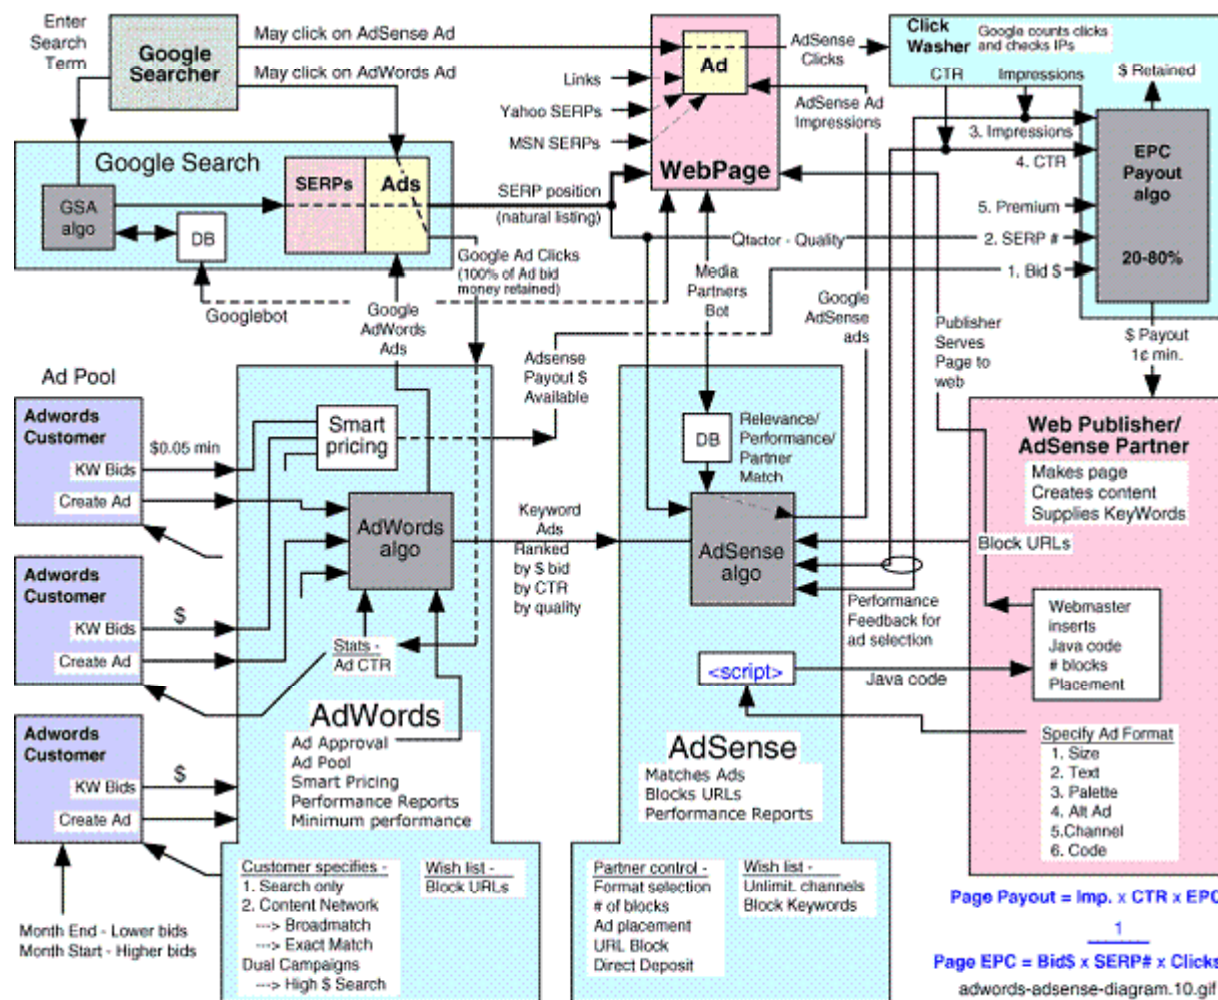 Enter
Search
Term
Google
Searcher
May click on AdSense Ad
May click on AdWords Ad
Links
Yahoo SERPs
MSN SERPs
Ad
WebPage
AdSense
Clicks
AdSense Ad
Impressions
Click
Washer
Google counts clicks
and checks IPs
CTR
Impressions
$ Retained
3. Impressions
4. CTR
5. Premium
2. SERP #
1. Bid $
EPC
Payout
algo
20-80%
$ Payout
1¢ min.
Google Search
GSA
algo
DB
SERPs
Ads
SERP position
(natural listing)
Google Ad Clicks
(100% of Ad bid
money retained)
Googlebot
Google
AdWords
Ads
Qfactor - Quality
Media
Partners
Bot
Google
AdSense
ads
Publisher
Serves
Page to
web
Adsense
Payout $
Available
Ad Pool
Adwords
Customer
KW Bids
Create Ad
$0.05 min
Adwords
Customer
KW Bids
Create Ad
$
Adwords
Customer
KW Bids
Create Ad
$
Month End - Lower bids
Month Start - Higher bids
Smart
pricing
AdWords
algo
Stats -
Ad CTR
AdWords
Ad Approval
Ad Pool
Smart Pricing
Performance Reports
Minimum performance
Customer specifies -
1. Search only
2. Content Network
---> Broadmatch
---> Exact Match
Dual Campaigns
---> High $ Search
Wish list -
Block URLs
Keyword
Ads
Ranked
by $ bid
by CTR
by quality
DB
Relevance/
Performance/
Partner
Match
AdSense
algo
Performance
Feedback for
ad selection
<script>
Java code
AdSense
Matches Ads
Blocks URLs
Performance Reports
Partner control -
Format selection
# of blocks
Ad placement
URL Block
Direct Deposit
Wish list -
Unlimit. channels
Block Keywords
Web Publisher/
AdSense Partner
Makes page
Creates content
Supplies KeyWords
Block URLs
Webmaster
inserts
Java code
# blocks
Placement
Specify Ad Format
1. Size
2. Text
3. Palette
4. Alt Ad
5.Channel
6. Code
Page Payout = Imp. x CTR x EPC
1
Page EPC = Bid$ x SERP# x Clicks
adwords-adsense-diagram.10.gif